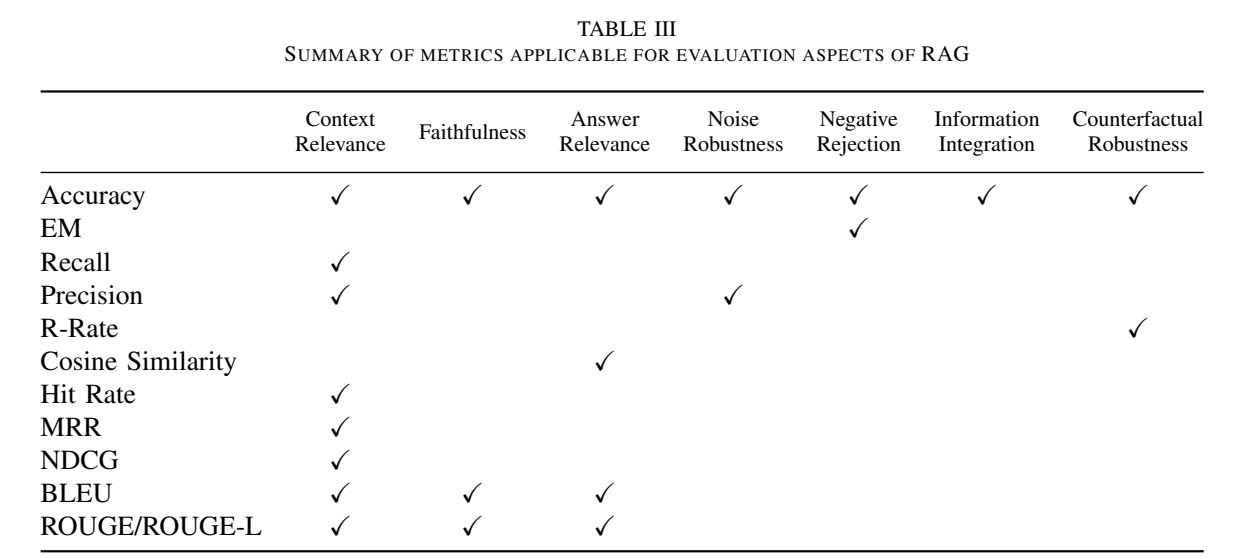 TABLE III
SUMMARY OF METRICS APPLICABLE FOR EVALUATION ASPECTS OF RAG
Context Relevance Faithfulness Answer Relevance Noise Robustness Negative Rejection Information Integration Counterfactual Robustness
Accuracy ✓ ✓ ✓ ✓ ✓ ✓ ✓
EM ✓
Recall ✓
Precision ✓ ✓
R-Rate ✓
Cosine Similarity ✓
Hit Rate ✓
MRR ✓
NDCG ✓
BLEU ✓ ✓ ✓
ROUGE/ROUGE-L ✓ ✓ ✓